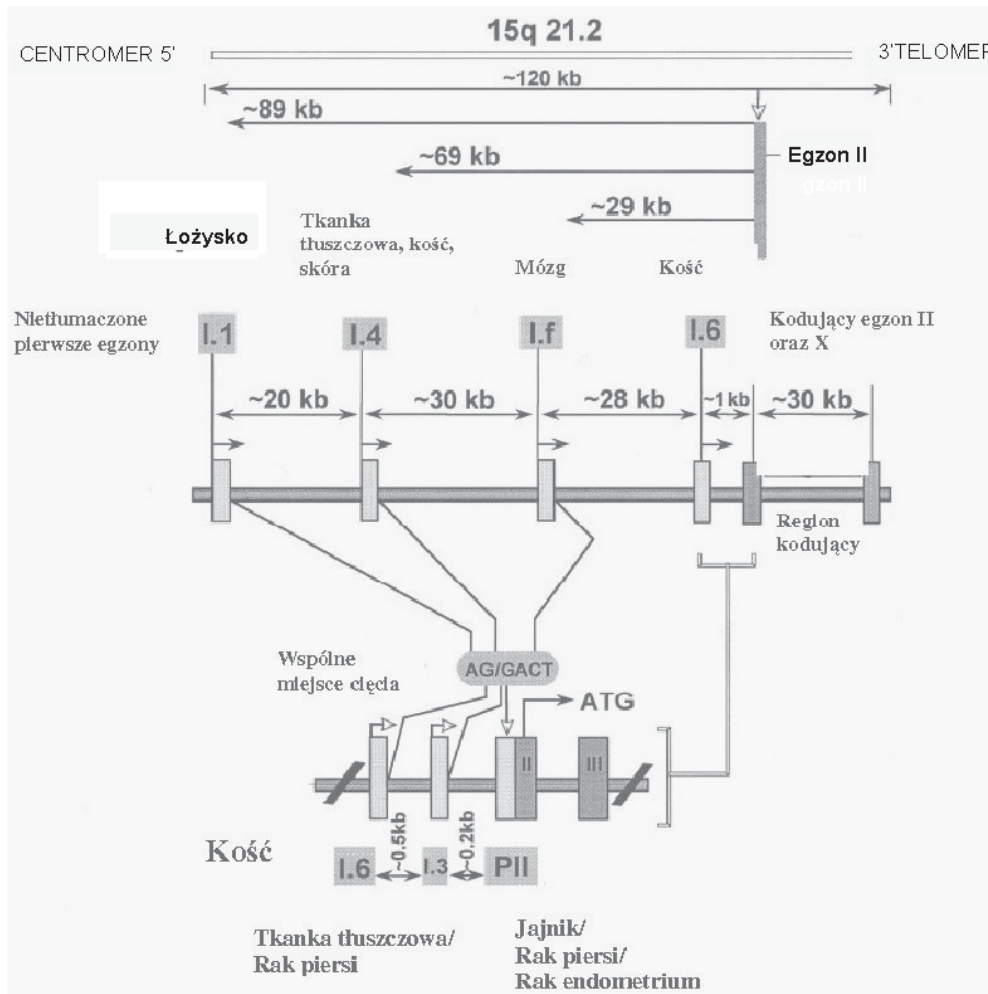 15q 21.2
CENTROMER 5'
3'TELOMER
~120 kb
~89 kb
Egzon II
gzon II
~69 kb
~29 kb
Łożysko
Tkanka
tłuszczowa, kość,
skóra
Mózg
Kość
Nietłumaczone
pierwsze egzony
I.1
I.4
I.f
I.6
Kodujący egzon II
oraz X
~20 kb
~30 kb
~28 kb
~1 kb
~30 kb
Region
kodujący
Wspólne
miejsce cięcia
AG/GACT
ATG
II
III
Kość
~0.5kb
~0.2kb
I.6
I.3
PII
Tkanka tłuszczowa/
Rak piersi
Jajnik/
Rak piersi/
Rak endometrium